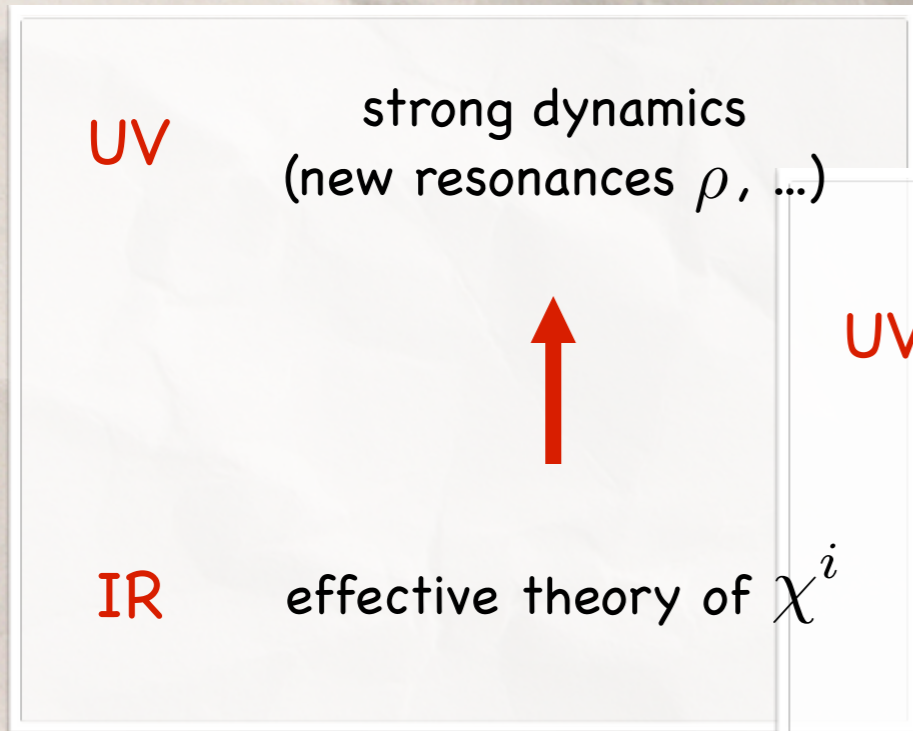 UV
strong dynamics
(new resonances ρ, ...)
UV
IR
effective theory of χ^i